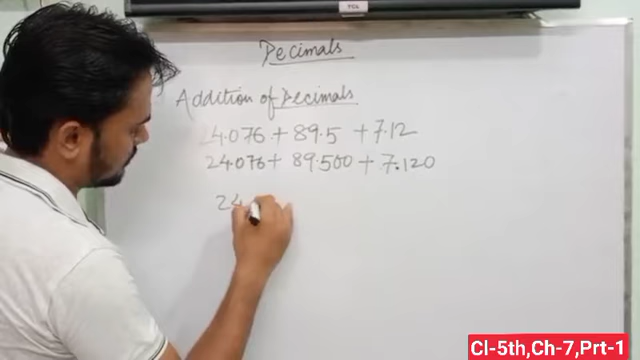 TCL
Decimals
Addition of Decimals
24.076 + 89.5 + 7.12
24.076 + 89.500 + 7.120
24
Cl-5th,Ch-7,Prt-1